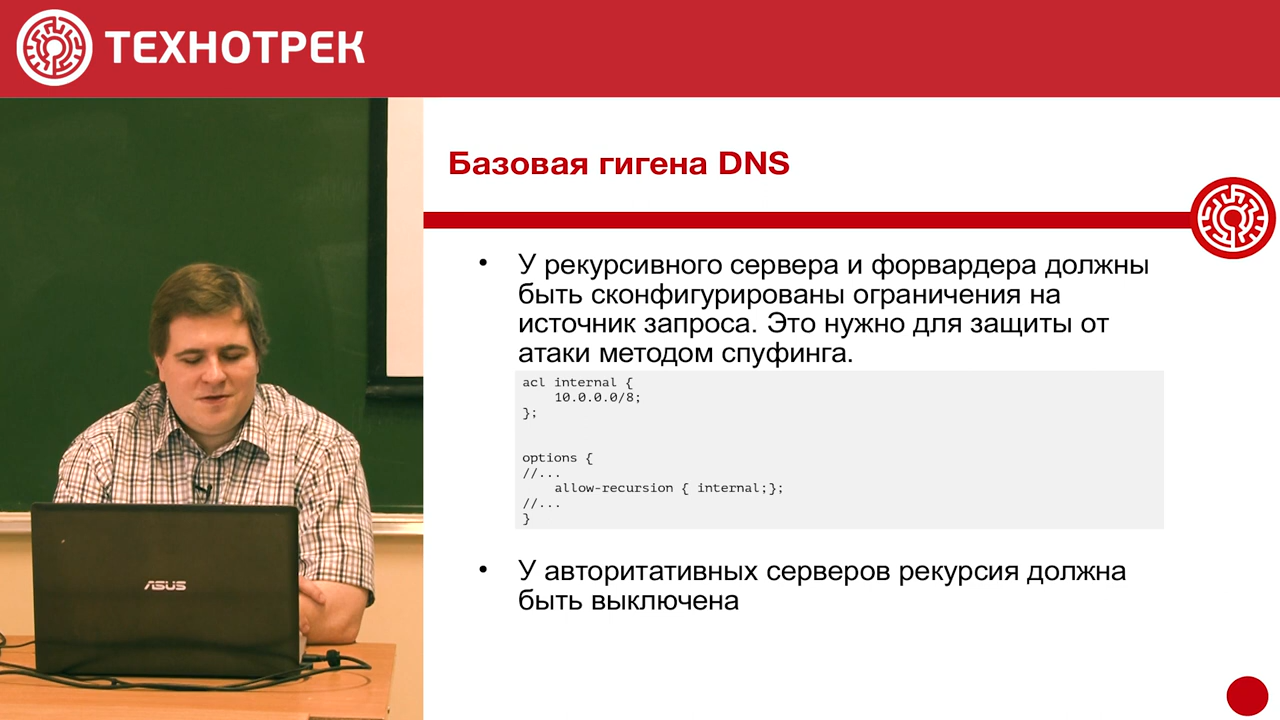 ТЕХНОТРЕК
Базовая гигена DNS
• У рекурсивного сервера и форвардера должны
быть сконфигурированы ограничения на
источник запроса. Это нужно для защиты от
атаки методом спуфинга.
acl internal {
    10.0.0.0/8;
};
options {
//...
    allow-recursion { internal;};
//...
}
• У авторитативных серверов рекурсия должна
быть выключена
ASUS